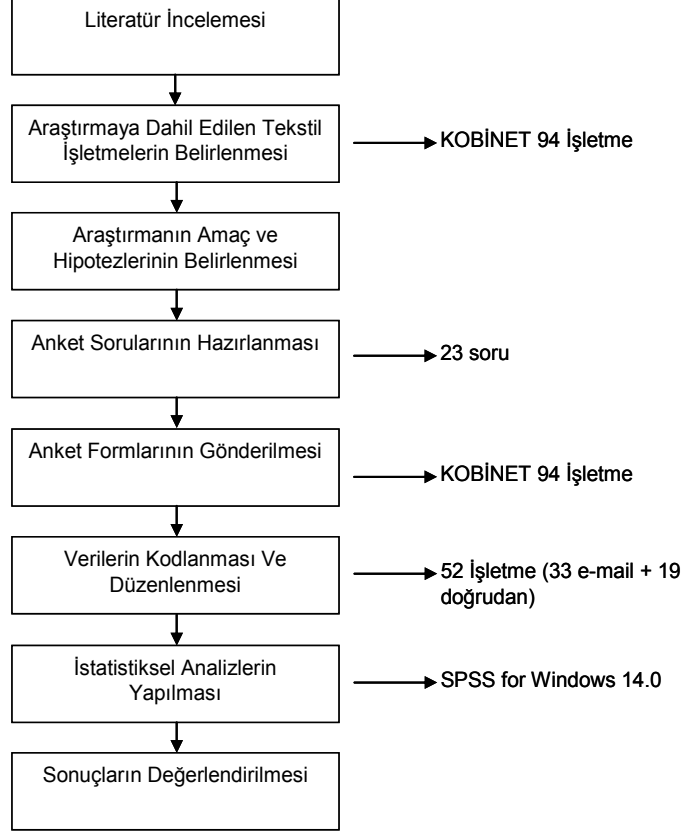 Literatür İncelemesi
Araştırmaya Dahil Edilen Tekstil
İşletmelerin Belirlenmesi
KOBİNET 94 İşletme
Araştırmanın Amaç ve
Hipotezlerinin Belirlenmesi
Anket Sorularının Hazırlanması
23 soru
Anket Formlarının Gönderilmesi
KOBİNET 94 İşletme
Verilerin Kodlanması Ve
Düzenlenmesi
52 İşletme (33 e-mail + 19
doğrudan)
İstatistiksel Analizlerin
Yapılması
SPSS for Windows 14.0
Sonuçların Değerlendirilmesi